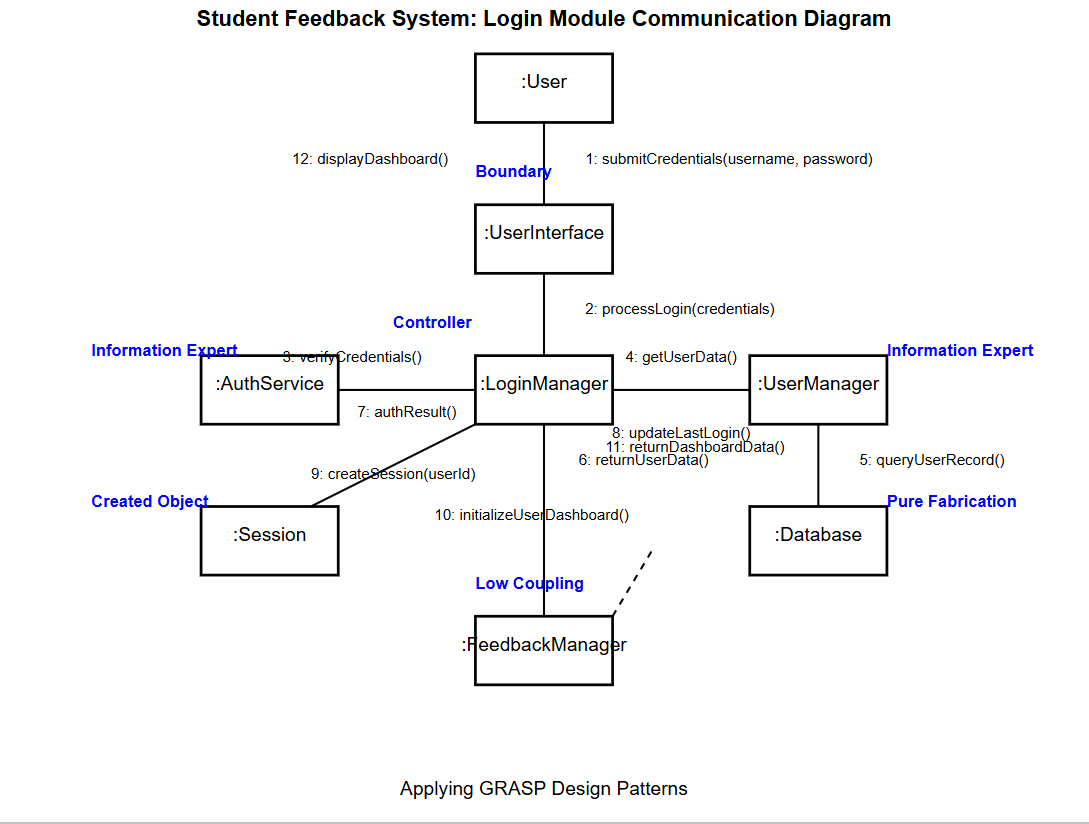 Student Feedback System: Login Module Communication Diagram
:User
12: displayDashboard()
1: submitCredentials(username, password)
Boundary
:UserInterface
2: processLogin(credentials)
Controller
Information Expert
Information Expert
3: verifyCredentials()
4: getUserData()
:AuthService
:LoginManager
:UserManager
7: authResult()
8: updateLastLogin()
11: returnDashboardData()
6: returnUserData()
5: queryUserRecord()
9: createSession(userId)
Created Object
Pure Fabrication
10: initializeUserDashboard()
:Session
:Database
Low Coupling
:FeedbackManager
Applying GRASP Design Patterns